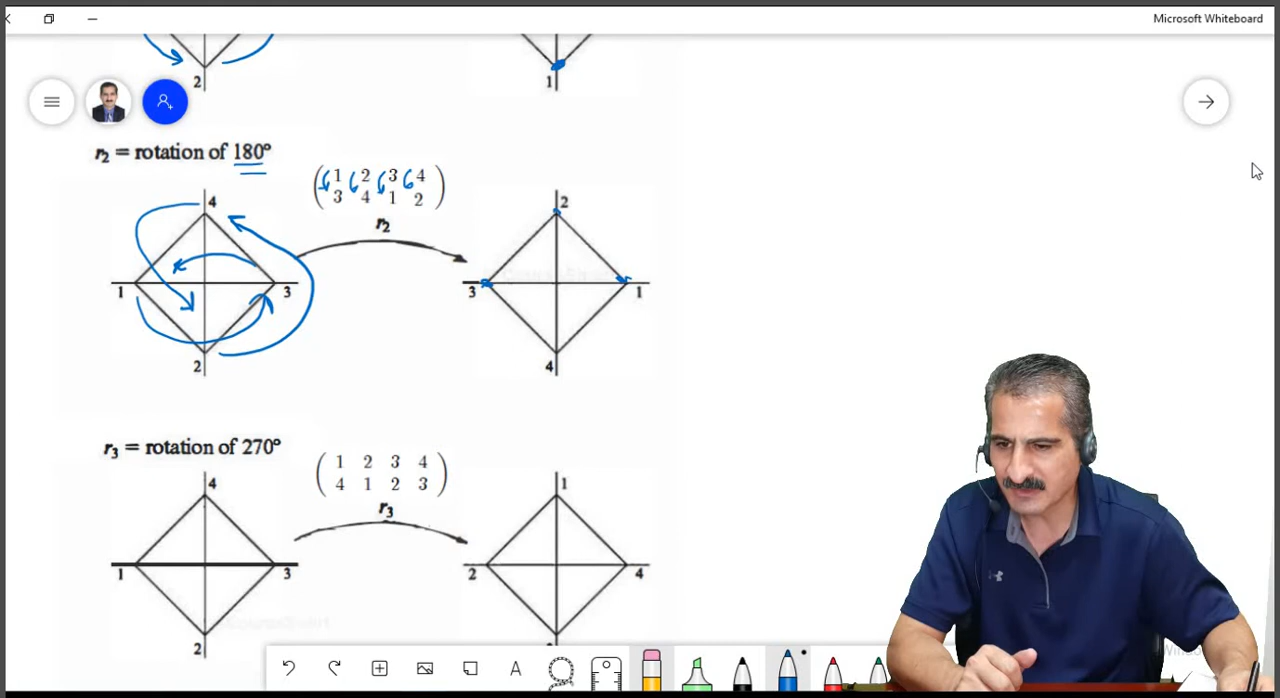 Microsoft Whiteboard
2
1
r₂ = rotation of 180°
( 1 2 3 4 )
( 3 4 1 2 )
r₂
4
1
3
2
2
3
1
4
r₃ = rotation of 270°
( 1 2 3 4 )
( 4 1 2 3 )
r₃
4
1
3
2
1
2
4
A